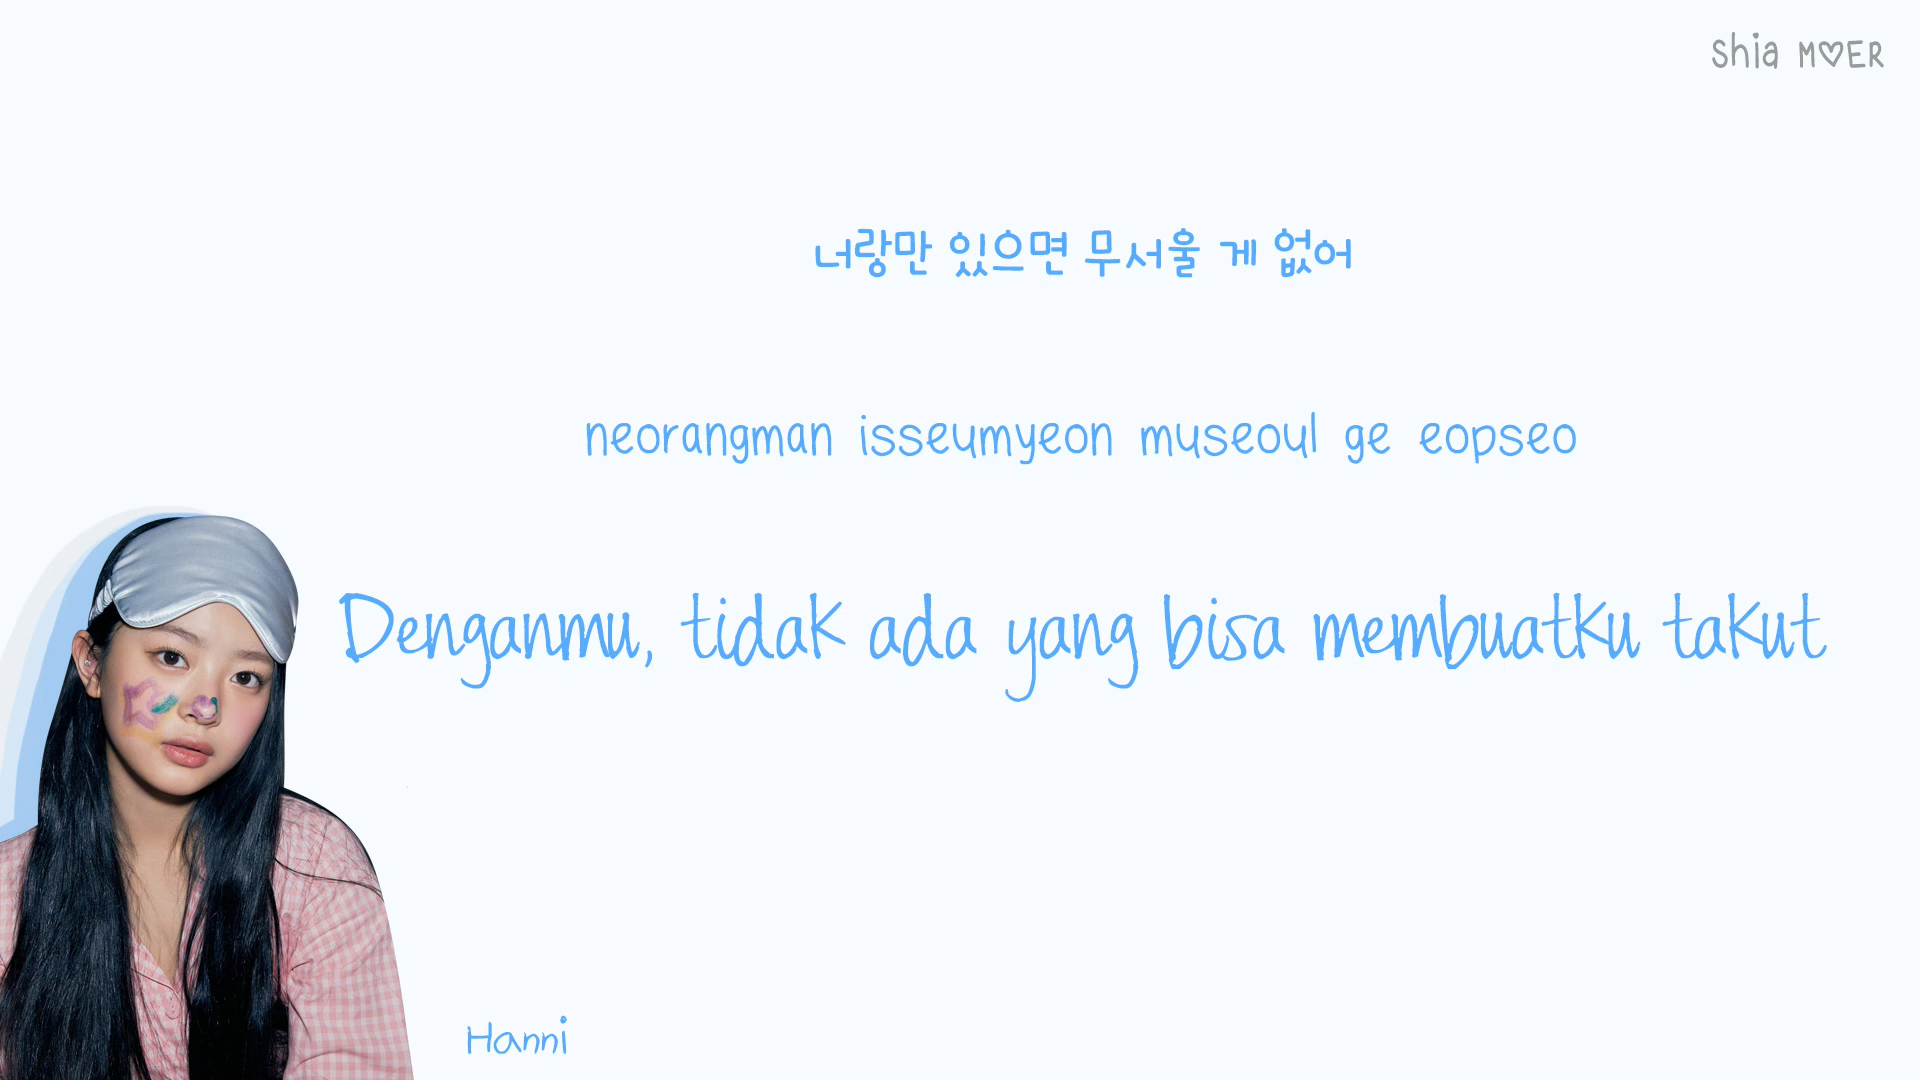 shia M♡ER
너랑만 있으면 무서울 게 없어
neorangman isseumyeon museoul ge eopseo
Denganmu, tidak ada yang bisa membuatku takut
Hanni